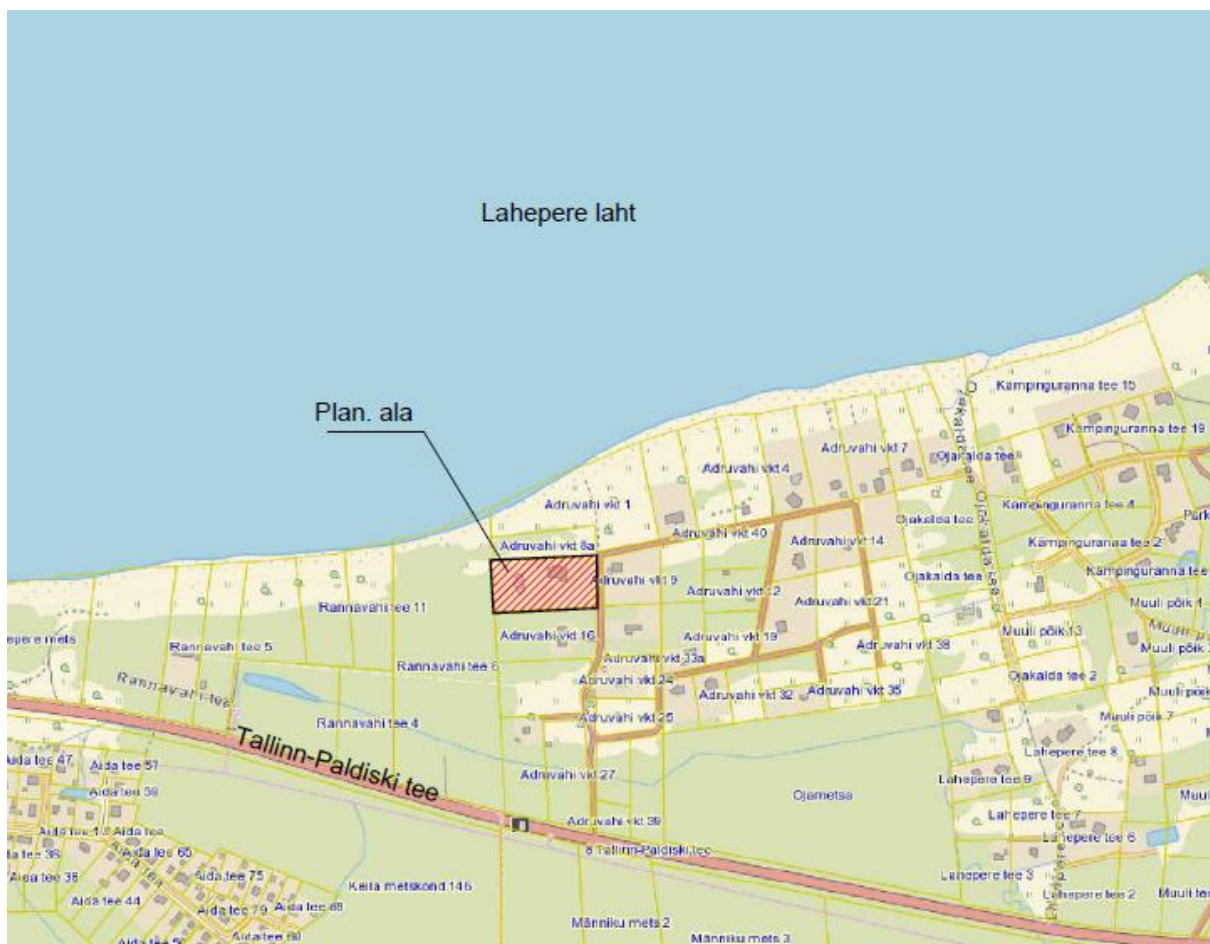 Lahepere laht
Plan. ala
Kämpinguranna tee 15
Kämpinguranna tee 19
Adruvahi vkt 7
Adruvahi vkt 4
Ojakalda tee
Ojakalda tee
Kämpinguranna tee 4
Adruvahi vkt 1
Ojakalda tee
Adruvahi vkt 40
Adruvahi vkt 14
Kämpinguranna tee 2
Adruvahi vkt 8a
Adruvahi vkt 9
Ojakalda tee
Kämpinguranna tee
Adruvahi vkt 12
Rannavahi tee 11
Adruvahi vkt 21
Muuli põik 4
Adruvahi vkt 16
Adruvahi vkt 19
Muuli põik 13
Adruvahi vkt 38
Rannavahi tee 5
Adruvahi vkt 33a
Rannavahi tee 6
Adruvahi vkt 24
Ojakalda tee 2
Rannavahi tee
Adruvahi vkt 32
Adruvahi vkt 35
Rannavahi tee 4
Adruvahi vkt 25
Muuli põik 7
Tallinn-Paldiski tee
Lahepere tee 8
Aida tee 47
Aida tee 57
Adruvahi vkt 27
Lahepere tee 9
Aida tee 39
Ojametsa
Lahepere tee 7
Adruvahi vkt 39
Lahepere tee 6
8 Tallinn-Paldiski tee
Aida tee 65
Aida tee 38
Aida tee 75
Lahepere tee 3
Keila metskond 146
Lahepere tee 2
Aida tee 44
Aida tee 79
Männiku mets 2
Männiku mets 3